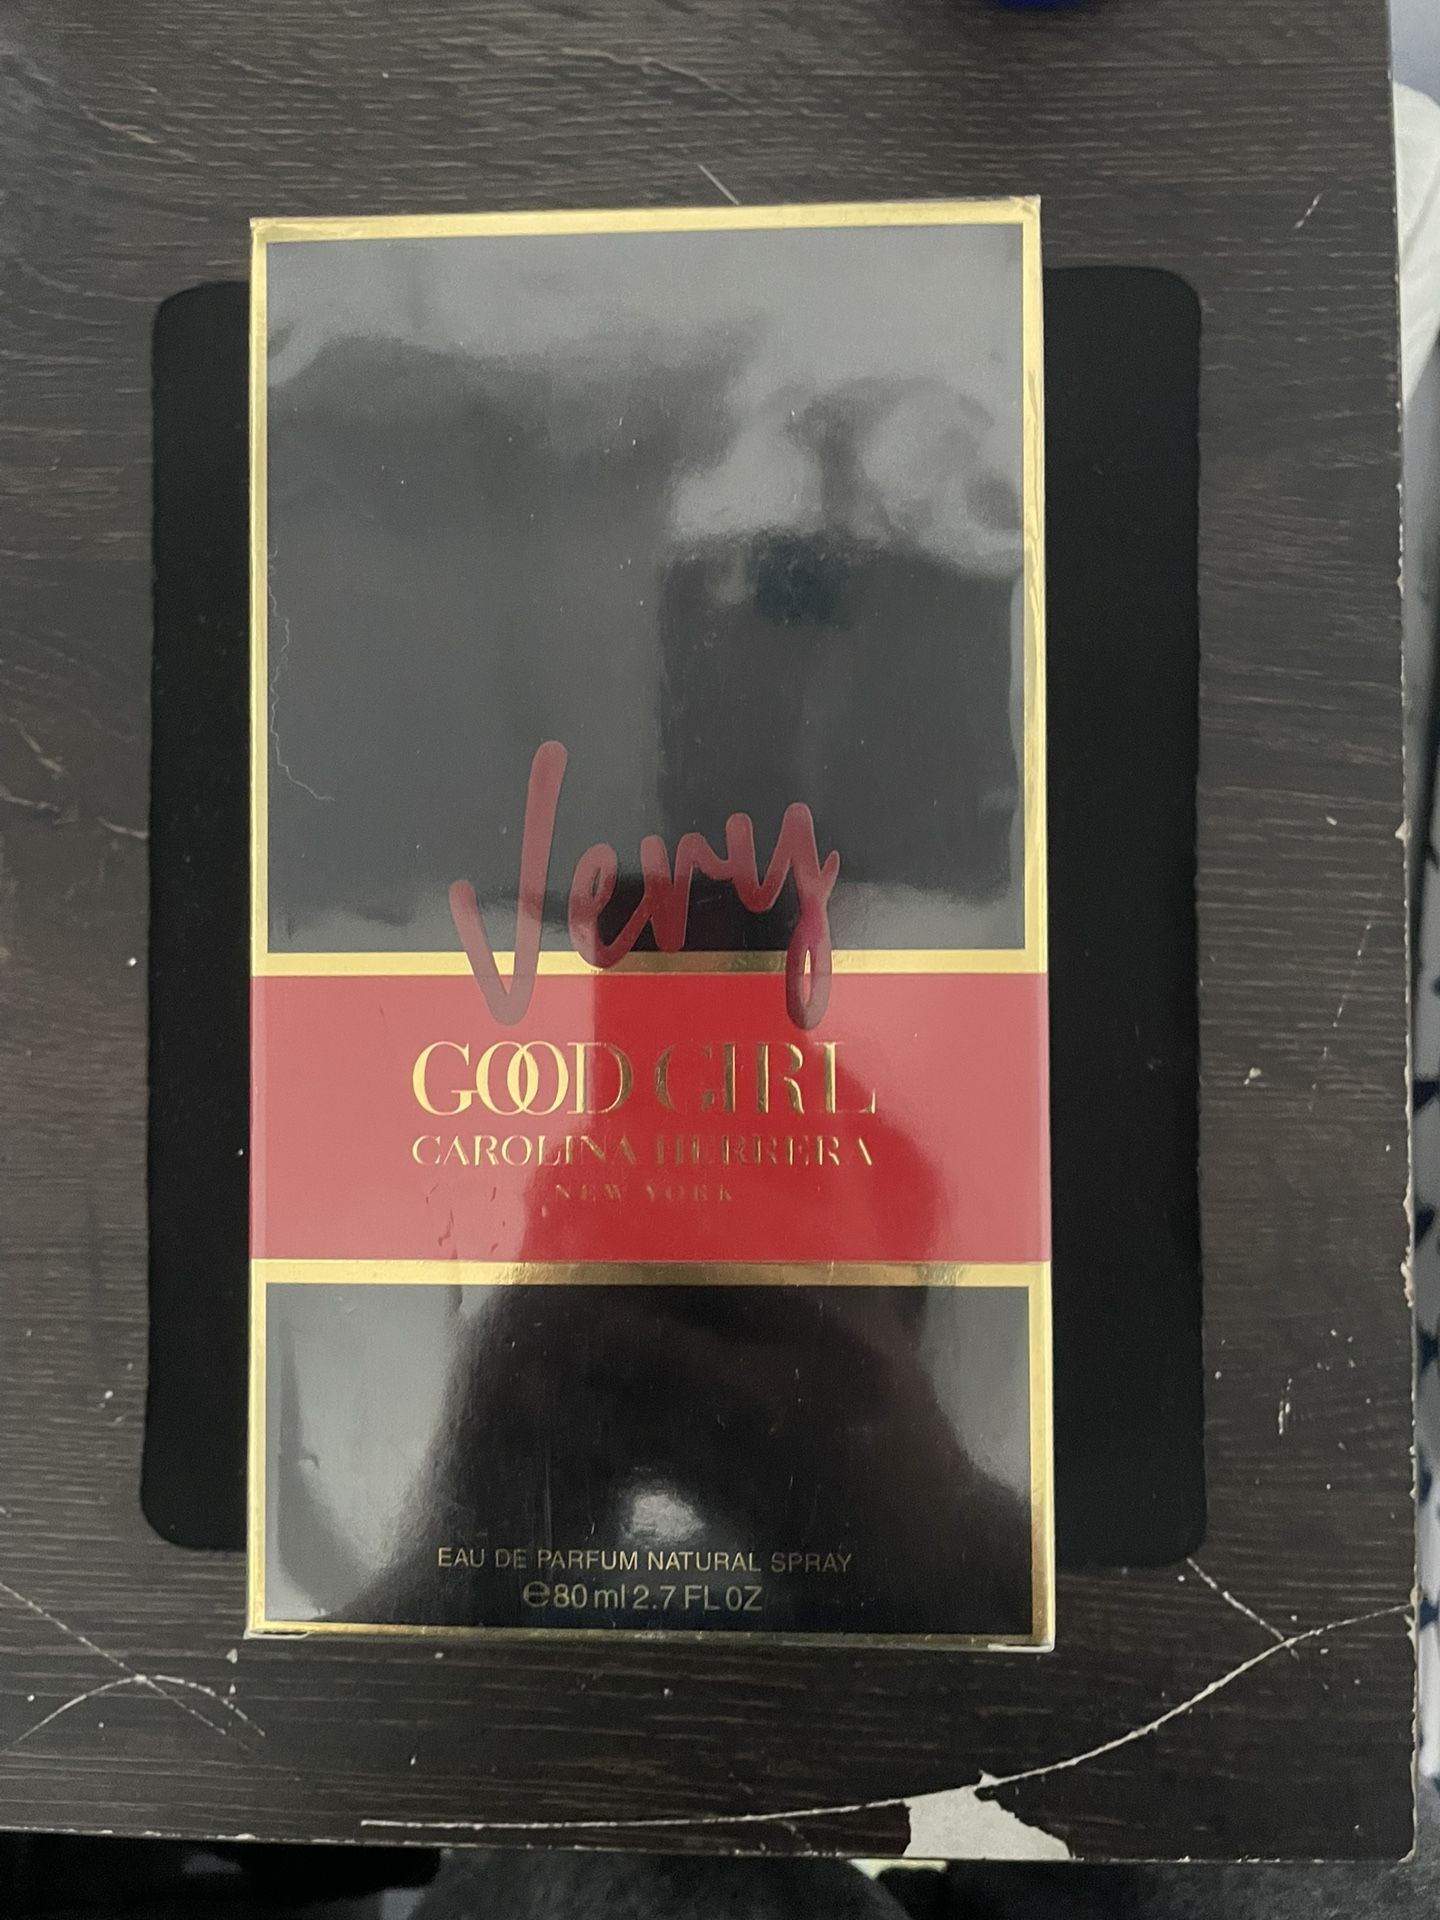 Very
GOOD GIRL
CAROLINA HERRERA
NEW YORK
EAU DE PARFUM NATURAL SPRAY
℮80 ml 2.7 FL OZ